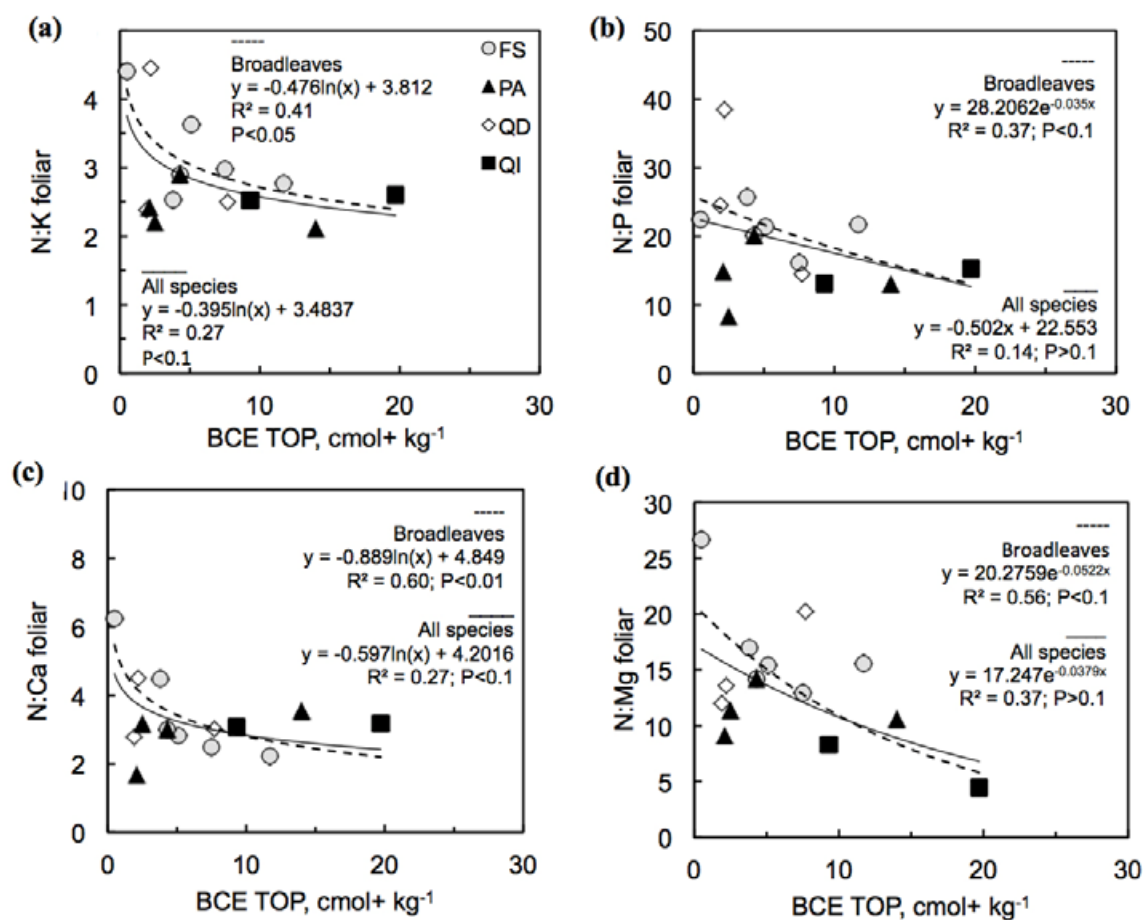 (a)
-----
Broadleaves
y = -0.476ln(x) + 3.812
R² = 0.41
P<0.05
FS
PA
QD
QI
All species
y = -0.395ln(x) + 3.4837
R² = 0.27
P<0.1
N:K foliar
4
3
2
1
0
0 10 20 30
BCE TOP, cmol+ kg⁻¹
(b)
-----
Broadleaves
y = 28.2062e⁻⁰·⁰³⁵ˣ
R² = 0.37; P<0.1
All species
y = -0.502x + 22.553
R² = 0.14; P>0.1
N:P foliar
50
40
30
20
10
0
0 10 20 30
BCE TOP, cmol+ kg⁻¹
(c)
-----
Broadleaves
y = -0.889ln(x) + 4.849
R² = 0.60; P<0.01
All species
y = -0.597ln(x) + 4.2016
R² = 0.27; P<0.1
N:Ca foliar
10
8
6
4
2
0
0 10 20 30
BCE TOP, cmol+ kg⁻¹
(d)
-----
Broadleaves
y = 20.2759e⁻⁰·⁰⁵²²ˣ
R² = 0.56; P<0.1
All species
y = 17.247e⁻⁰·⁰³⁷⁹ˣ
R² = 0.37; P>0.1
N:Mg foliar
30
25
20
15
10
5
0
0 10 20 30
BCE TOP, cmol+ kg⁻¹